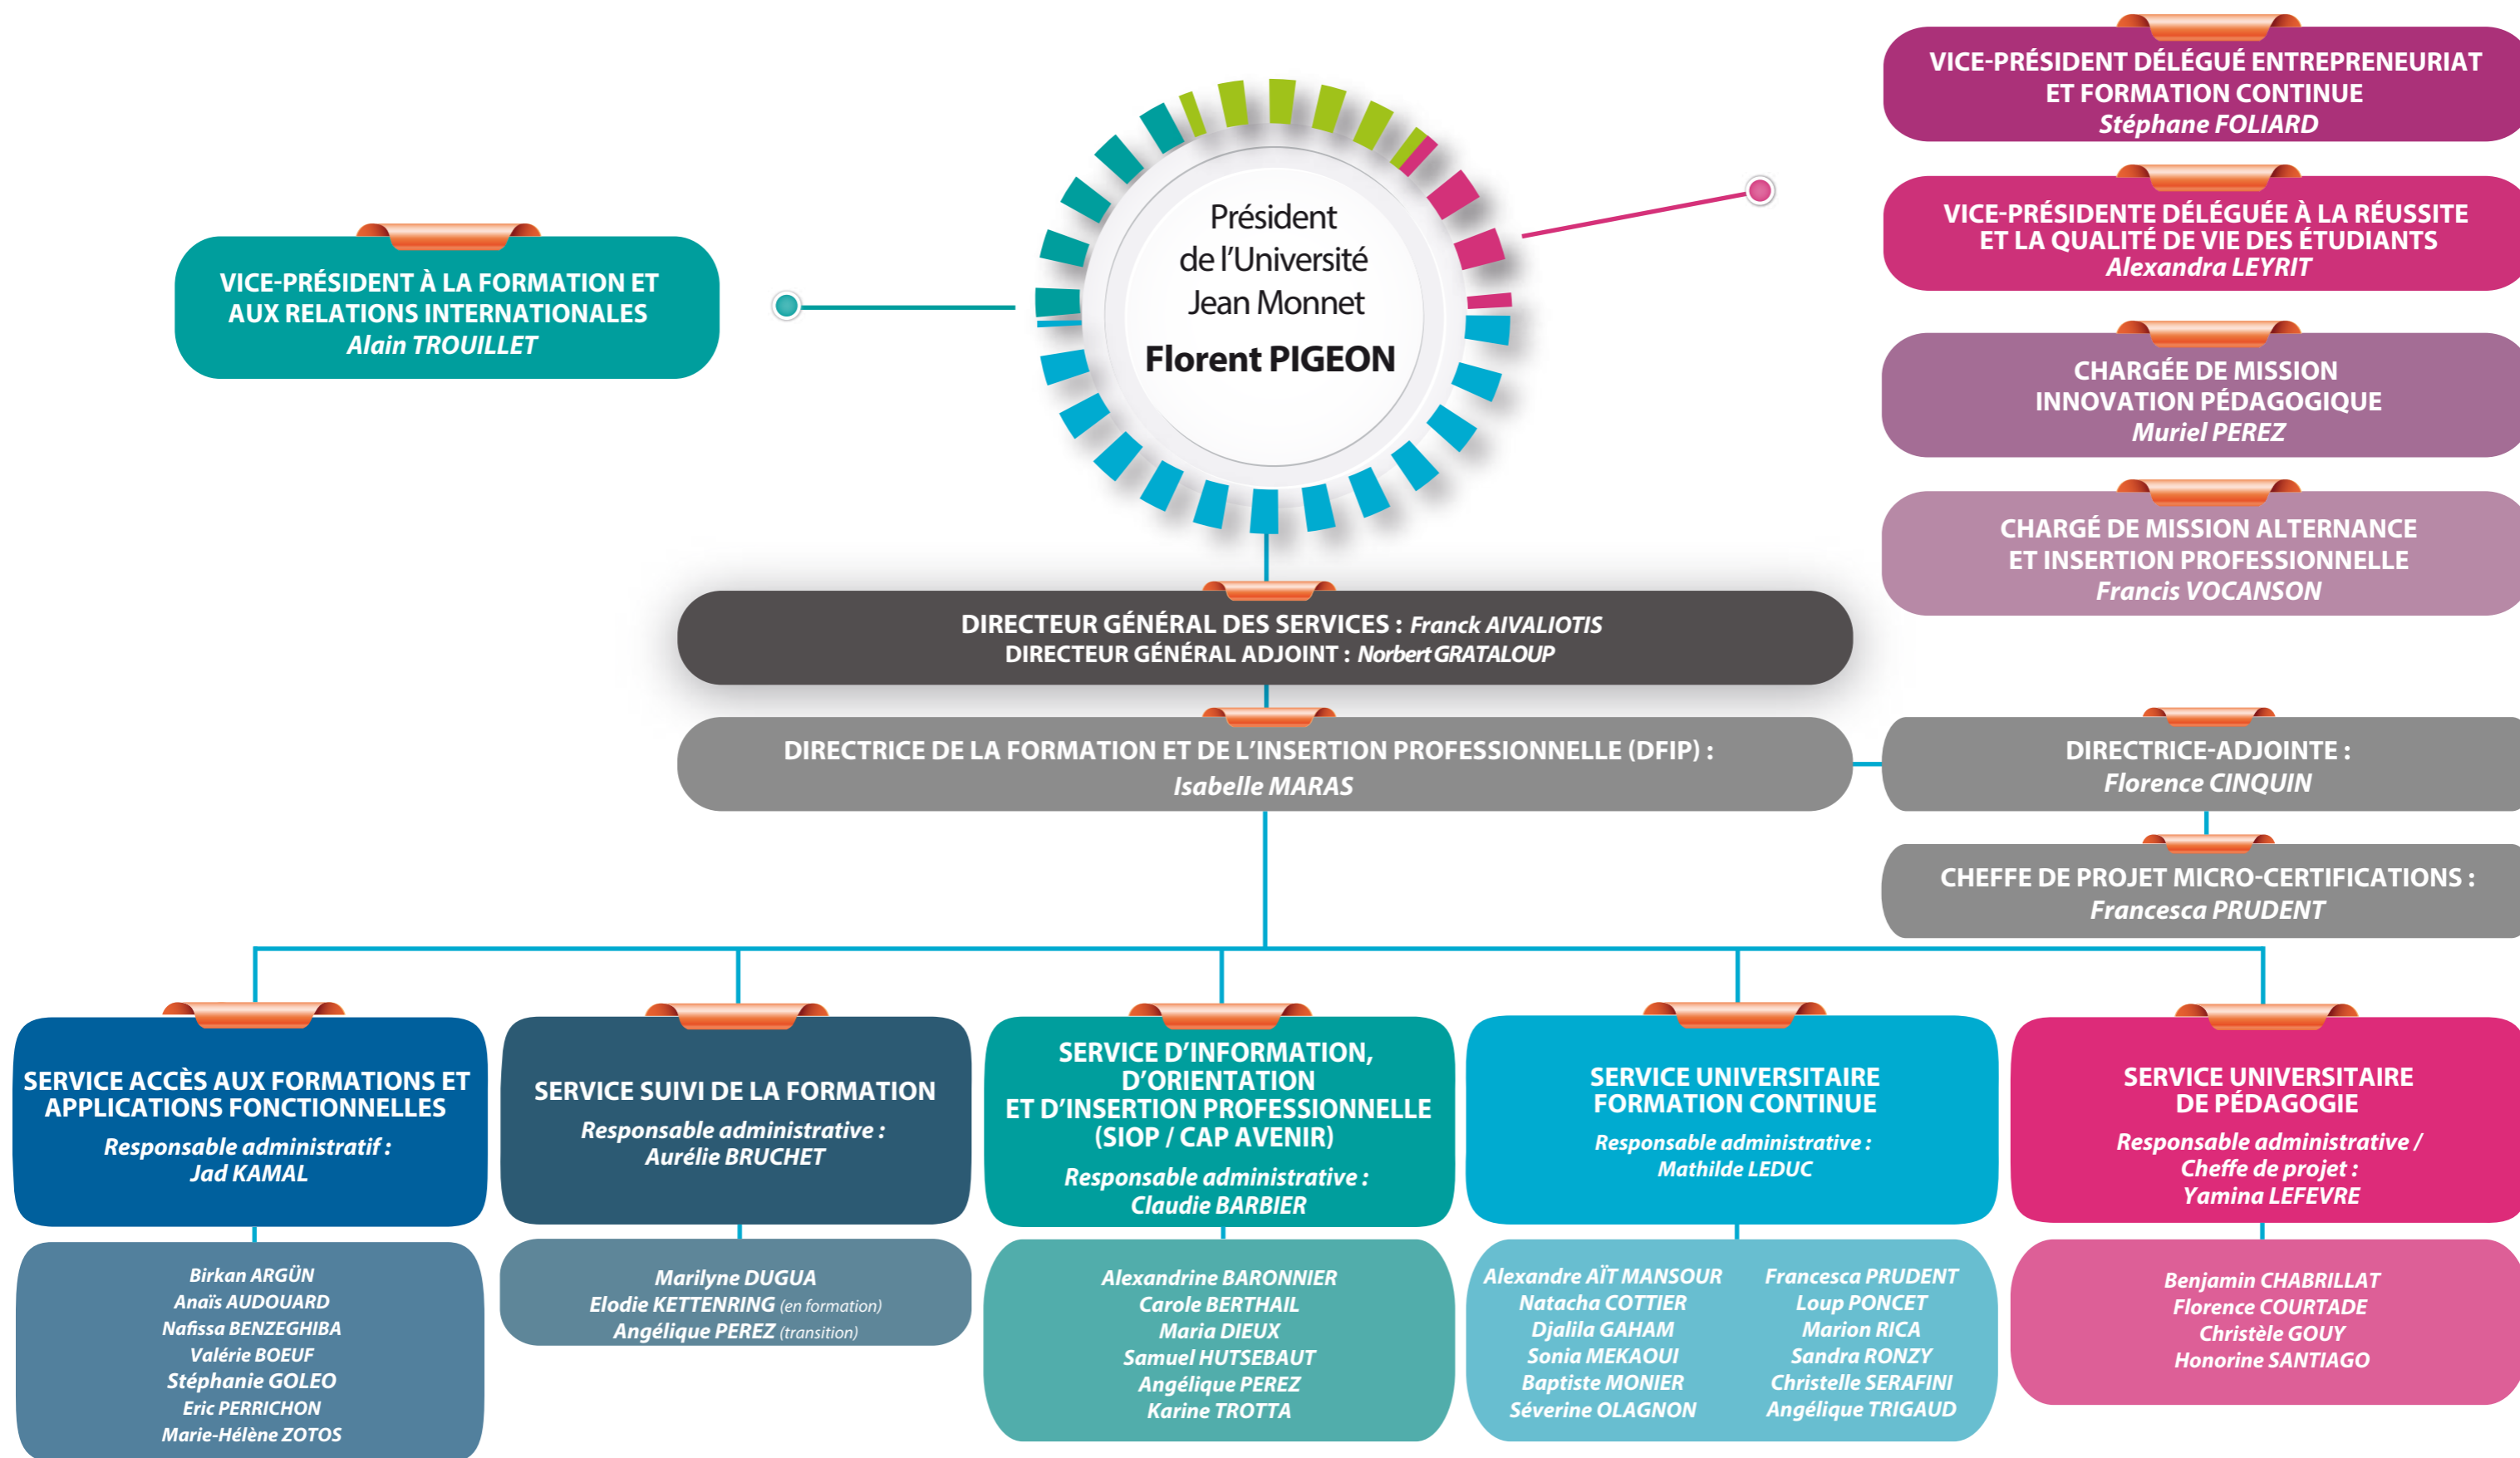 VICE-PRÉSIDENT À LA FORMATION ET
AUX RELATIONS INTERNATIONALES
Alain TROUILLET
Président
de l'Université
Jean Monnet
Florent PIGEON
VICE-PRÉSIDENT DÉLÉGUÉ ENTREPRENEURIAT
ET FORMATION CONTINUE
Stéphane FOLIARD
VICE-PRÉSIDENTE DÉLÉGUÉE À LA RÉUSSITE
ET LA QUALITÉ DE VIE DES ÉTUDIANTS
Alexandra LEYRIT
CHARGÉE DE MISSION
INNOVATION PÉDAGOGIQUE
Muriel PEREZ
CHARGÉ DE MISSION ALTERNANCE
ET INSERTION PROFESSIONNELLE
Francis VOCANSON
DIRECTEUR GÉNÉRAL DES SERVICES : Franck AIVALIOTIS
DIRECTEUR GÉNÉRAL ADJOINT : Norbert GRATALOUP
DIRECTRICE DE LA FORMATION ET DE L'INSERTION PROFESSIONNELLE (DFIP) :
Isabelle MARAS
DIRECTRICE-ADJOINTE :
Florence CINQUIN
CHEFFE DE PROJET MICRO-CERTIFICATIONS :
Francesca PRUDENT
SERVICE ACCÈS AUX FORMATIONS ET
APPLICATIONS FONCTIONNELLES
Responsable administratif :
Jad KAMAL
Birkan ARGÜN
Anaïs AUDOUARD
Nafissa BENZEGHIBA
Valérie BOEUF
Stéphanie GOLEO
Eric PERRICHON
Marie-Hélène ZOTOS
SERVICE SUIVI DE LA FORMATION
Responsable administrative :
Aurélie BRUCHET
Marilyne DUGUA
Elodie KETTENRING (en formation)
Angélique PEREZ (transition)
SERVICE D'INFORMATION,
D'ORIENTATION
ET D'INSERTION PROFESSIONNELLE
(SIOP / CAP AVENIR)
Responsable administrative :
Claudie BARBIER
Alexandrine BARONNIER
Carole BERTHAIL
Maria DIEUX
Samuel HUTSEBAUT
Angélique PEREZ
Karine TROTTA
SERVICE UNIVERSITAIRE
FORMATION CONTINUE
Responsable administrative :
Mathilde LEDUC
Alexandre AÏT MANSOUR
Natacha COTTIER
Djalila GAHAM
Sonia MEKAOUI
Baptiste MONIER
Séverine OLAGNON
Francesca PRUDENT
Loup PONCET
Marion RICA
Sandra RONZY
Christelle SERAFINI
Angélique TRIGAUD
SERVICE UNIVERSITAIRE
DE PÉDAGOGIE
Responsable administrative /
Cheffe de projet :
Yamina LEFEVRE
Benjamin CHABRILLAT
Florence COURTADE
Christèle GOUY
Honorine SANTIAGO